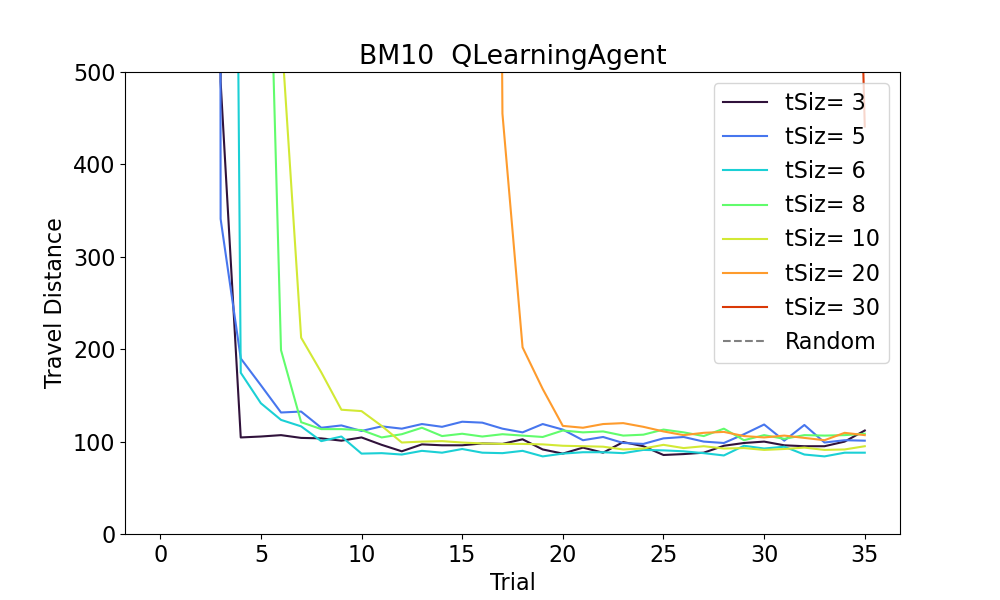 BM10  QLearningAgent
Travel Distance
500
400
300
200
100
0
0 5 10 15 20 25 30 35
Trial
tSiz= 3
tSiz= 5
tSiz= 6
tSiz= 8
tSiz= 10
tSiz= 20
tSiz= 30
Random